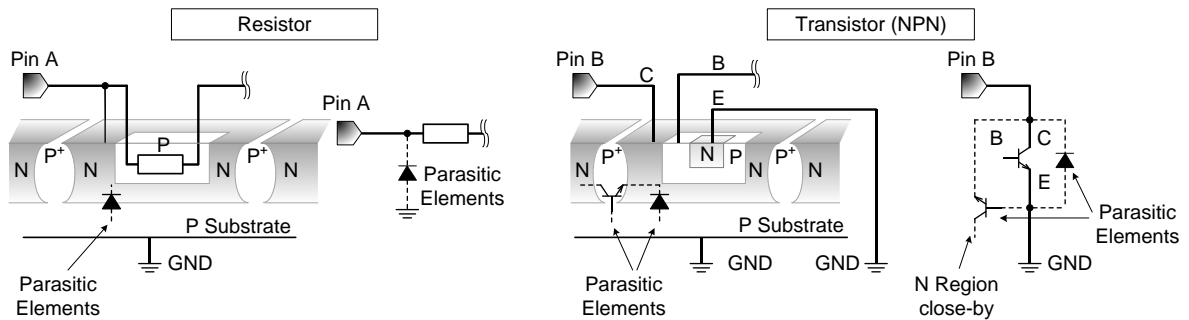 Resistor
Transistor (NPN)
Pin A
Pin A
N
P+
N
P
N
P+
N
Parasitic
Elements
P Substrate
GND
Parasitic
Elements
Pin B
C
B
E
N
P+
N
N
P
N
P+
N
P Substrate
GND
GND
Parasitic
Elements
Pin B
B
C
E
Parasitic
Elements
GND
N Region
close-by